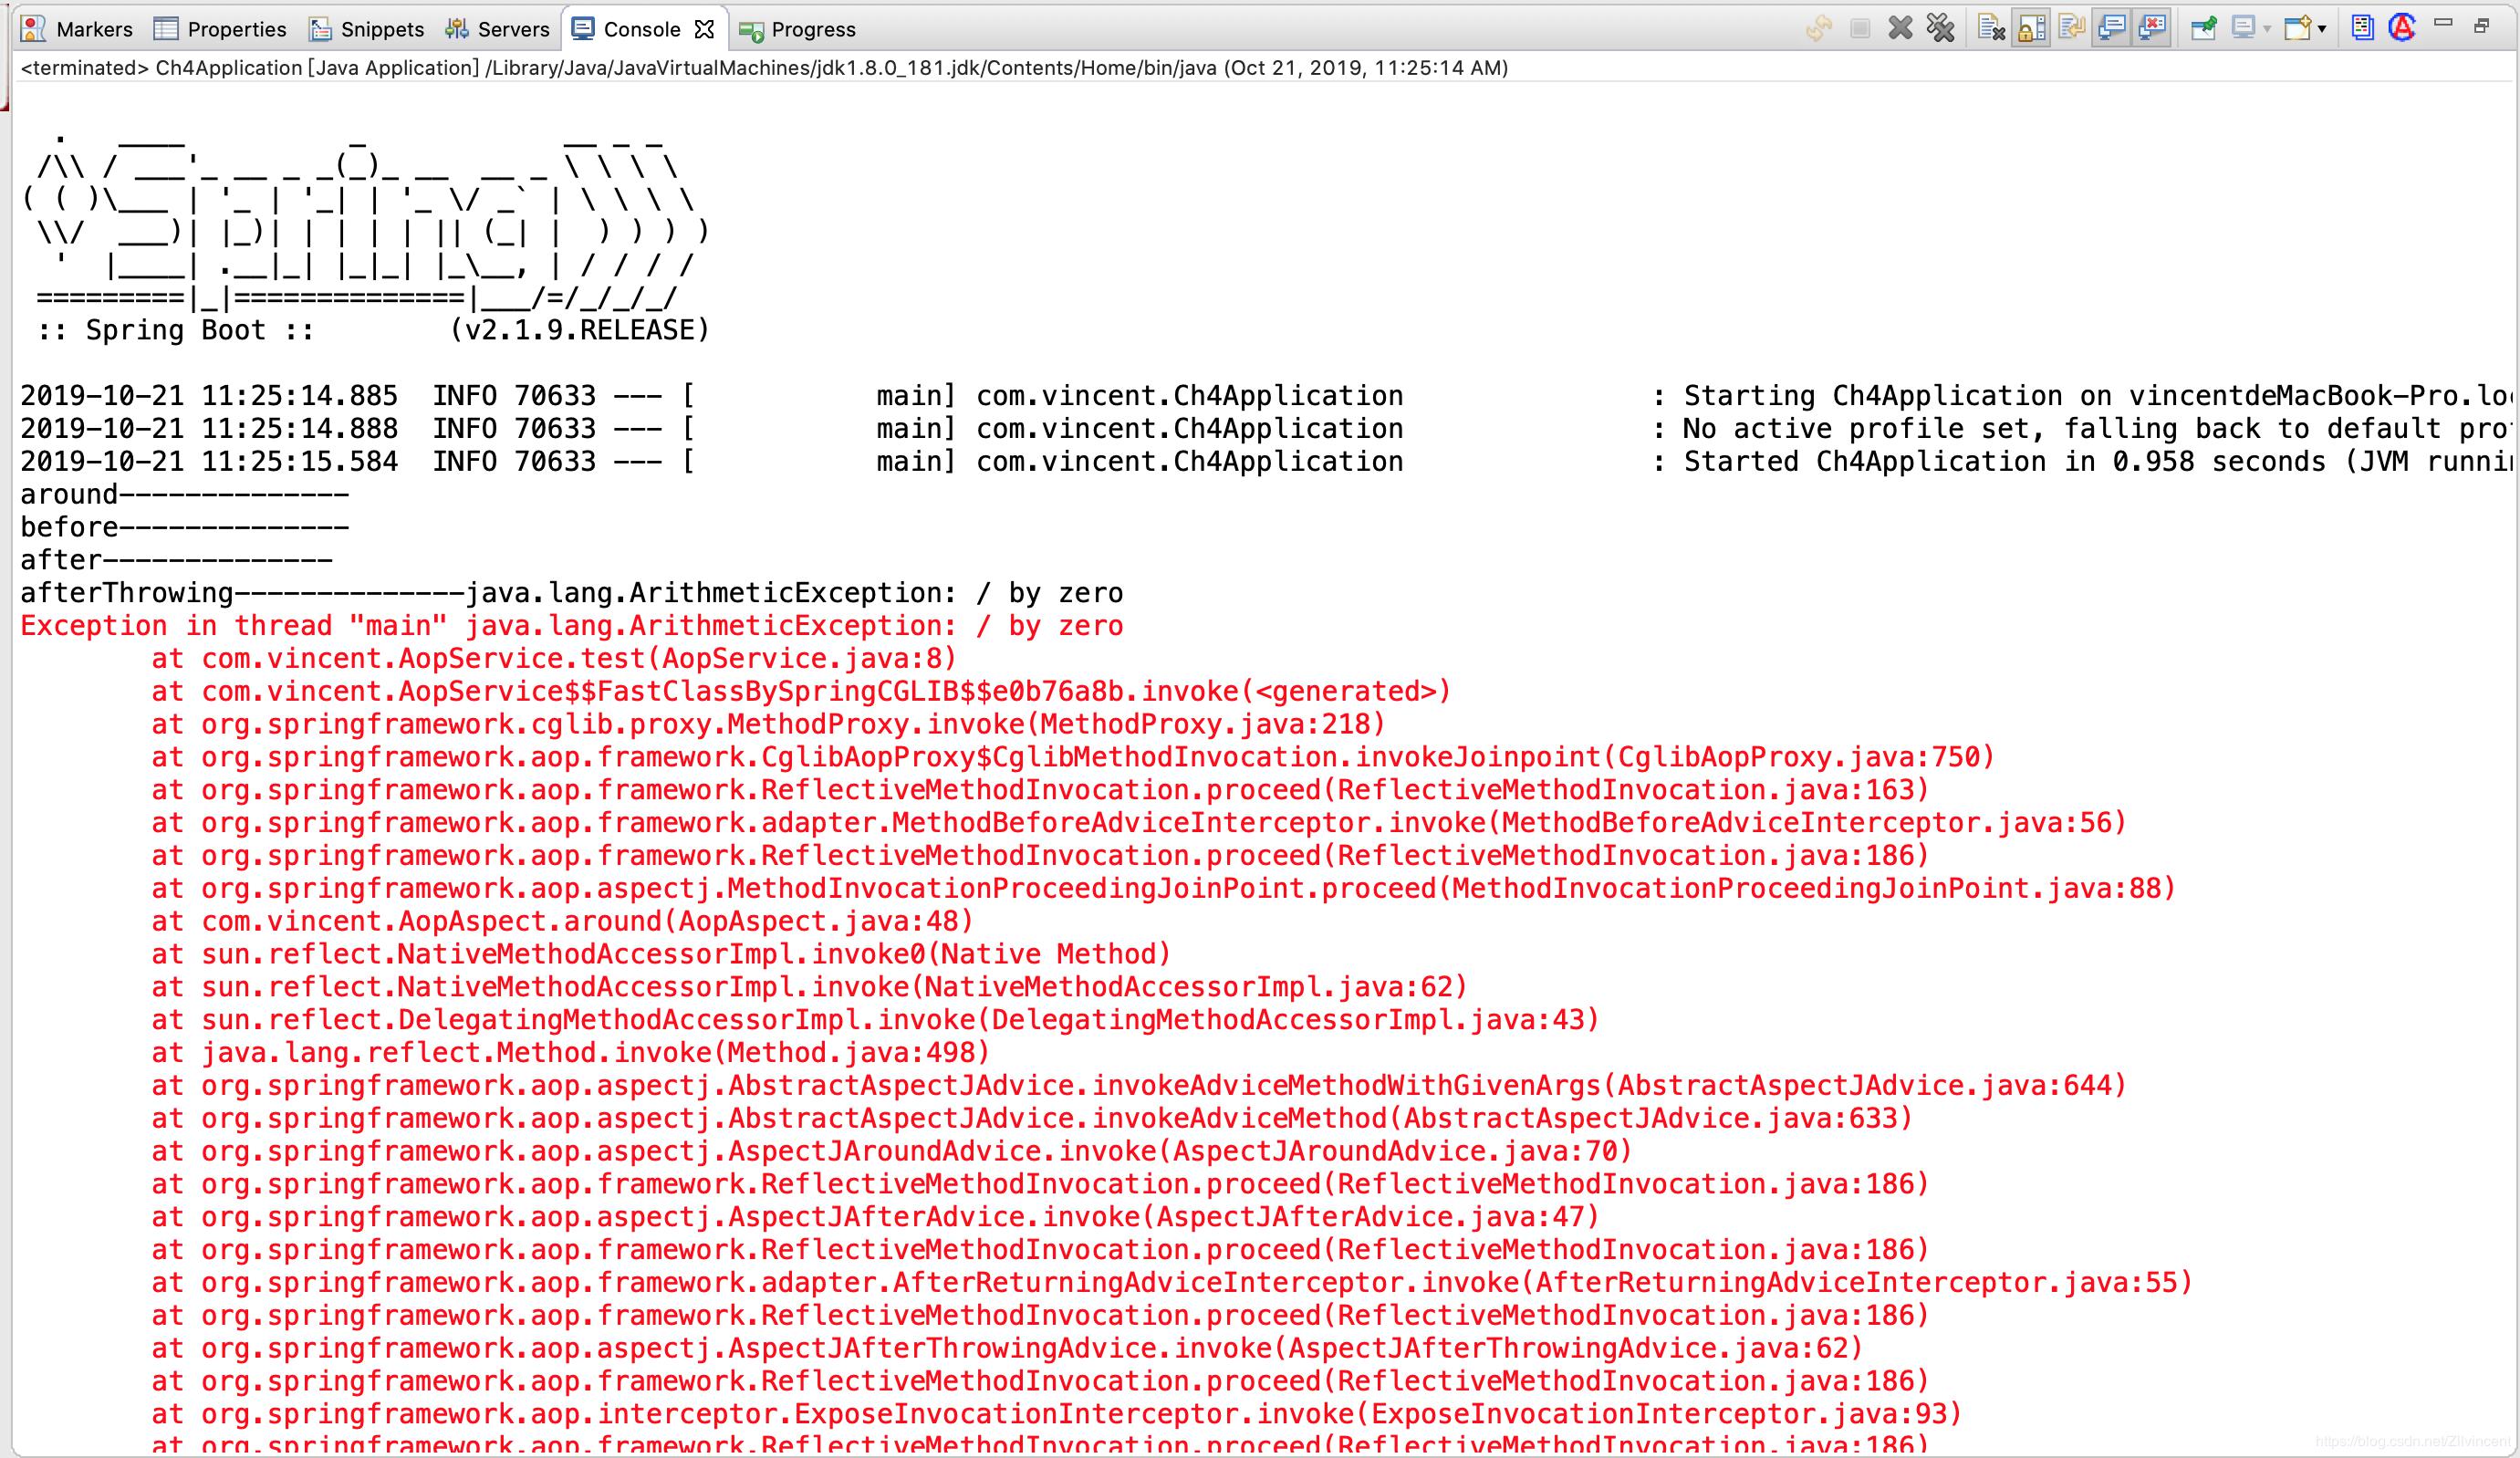 Markers Properties Snippets Servers Console Progress
<terminated> Ch4Application [Java Application] /Library/Java/JavaVirtualMachines/jdk1.8.0_181.jdk/Contents/Home/bin/java (Oct 21, 2019, 11:25:14 AM)
  .   ____          _            __ _ _
 /\\ / ___'_ __ _ _(_)_ __  __ _ \ \ \ \
( ( )\___ | '_ | '_| | '_ \/ _` | \ \ \ \
 \\/  ___)| |_)| | | | | || (_| |  ) ) ) )
  '  |____| .__|_| |_|_| |_\__, | / / / /
 =========|_|==============|___/=/_/_/_/
 :: Spring Boot ::        (v2.1.9.RELEASE)
2019-10-21 11:25:14.885  INFO 70633 --- [           main] com.vincent.Ch4Application               : Starting Ch4Application on vincentdeMacBook-Pro.lo
2019-10-21 11:25:14.888  INFO 70633 --- [           main] com.vincent.Ch4Application               : No active profile set, falling back to default pro
2019-10-21 11:25:15.584  INFO 70633 --- [           main] com.vincent.Ch4Application               : Started Ch4Application in 0.958 seconds (JVM runni
around--------------
before--------------
after--------------
afterThrowing--------------java.lang.ArithmeticException: / by zero
Exception in thread "main" java.lang.ArithmeticException: / by zero
	at com.vincent.AopService.test(AopService.java:8)
	at com.vincent.AopService$$FastClassBySpringCGLIB$$e0b76a8b.invoke(<generated>)
	at org.springframework.cglib.proxy.MethodProxy.invoke(MethodProxy.java:218)
	at org.springframework.aop.framework.CglibAopProxy$CglibMethodInvocation.invokeJoinpoint(CglibAopProxy.java:750)
	at org.springframework.aop.framework.ReflectiveMethodInvocation.proceed(ReflectiveMethodInvocation.java:163)
	at org.springframework.aop.framework.adapter.MethodBeforeAdviceInterceptor.invoke(MethodBeforeAdviceInterceptor.java:56)
	at org.springframework.aop.framework.ReflectiveMethodInvocation.proceed(ReflectiveMethodInvocation.java:186)
	at org.springframework.aop.aspectj.MethodInvocationProceedingJoinPoint.proceed(MethodInvocationProceedingJoinPoint.java:88)
	at com.vincent.AopAspect.around(AopAspect.java:48)
	at sun.reflect.NativeMethodAccessorImpl.invoke0(Native Method)
	at sun.reflect.NativeMethodAccessorImpl.invoke(NativeMethodAccessorImpl.java:62)
	at sun.reflect.DelegatingMethodAccessorImpl.invoke(DelegatingMethodAccessorImpl.java:43)
	at java.lang.reflect.Method.invoke(Method.java:498)
	at org.springframework.aop.aspectj.AbstractAspectJAdvice.invokeAdviceMethodWithGivenArgs(AbstractAspectJAdvice.java:644)
	at org.springframework.aop.aspectj.AbstractAspectJAdvice.invokeAdviceMethod(AbstractAspectJAdvice.java:633)
	at org.springframework.aop.aspectj.AspectJAroundAdvice.invoke(AspectJAroundAdvice.java:70)
	at org.springframework.aop.framework.ReflectiveMethodInvocation.proceed(ReflectiveMethodInvocation.java:186)
	at org.springframework.aop.aspectj.AspectJAfterAdvice.invoke(AspectJAfterAdvice.java:47)
	at org.springframework.aop.framework.ReflectiveMethodInvocation.proceed(ReflectiveMethodInvocation.java:186)
	at org.springframework.aop.framework.adapter.AfterReturningAdviceInterceptor.invoke(AfterReturningAdviceInterceptor.java:55)
	at org.springframework.aop.framework.ReflectiveMethodInvocation.proceed(ReflectiveMethodInvocation.java:186)
	at org.springframework.aop.aspectj.AspectJAfterThrowingAdvice.invoke(AspectJAfterThrowingAdvice.java:62)
	at org.springframework.aop.framework.ReflectiveMethodInvocation.proceed(ReflectiveMethodInvocation.java:186)
	at org.springframework.aop.interceptor.ExposeInvocationInterceptor.invoke(ExposeInvocationInterceptor.java:93)
	at org.springframework.aop.framework.ReflectiveMethodInvocation.proceed(ReflectiveMethodInvocation.java:186)